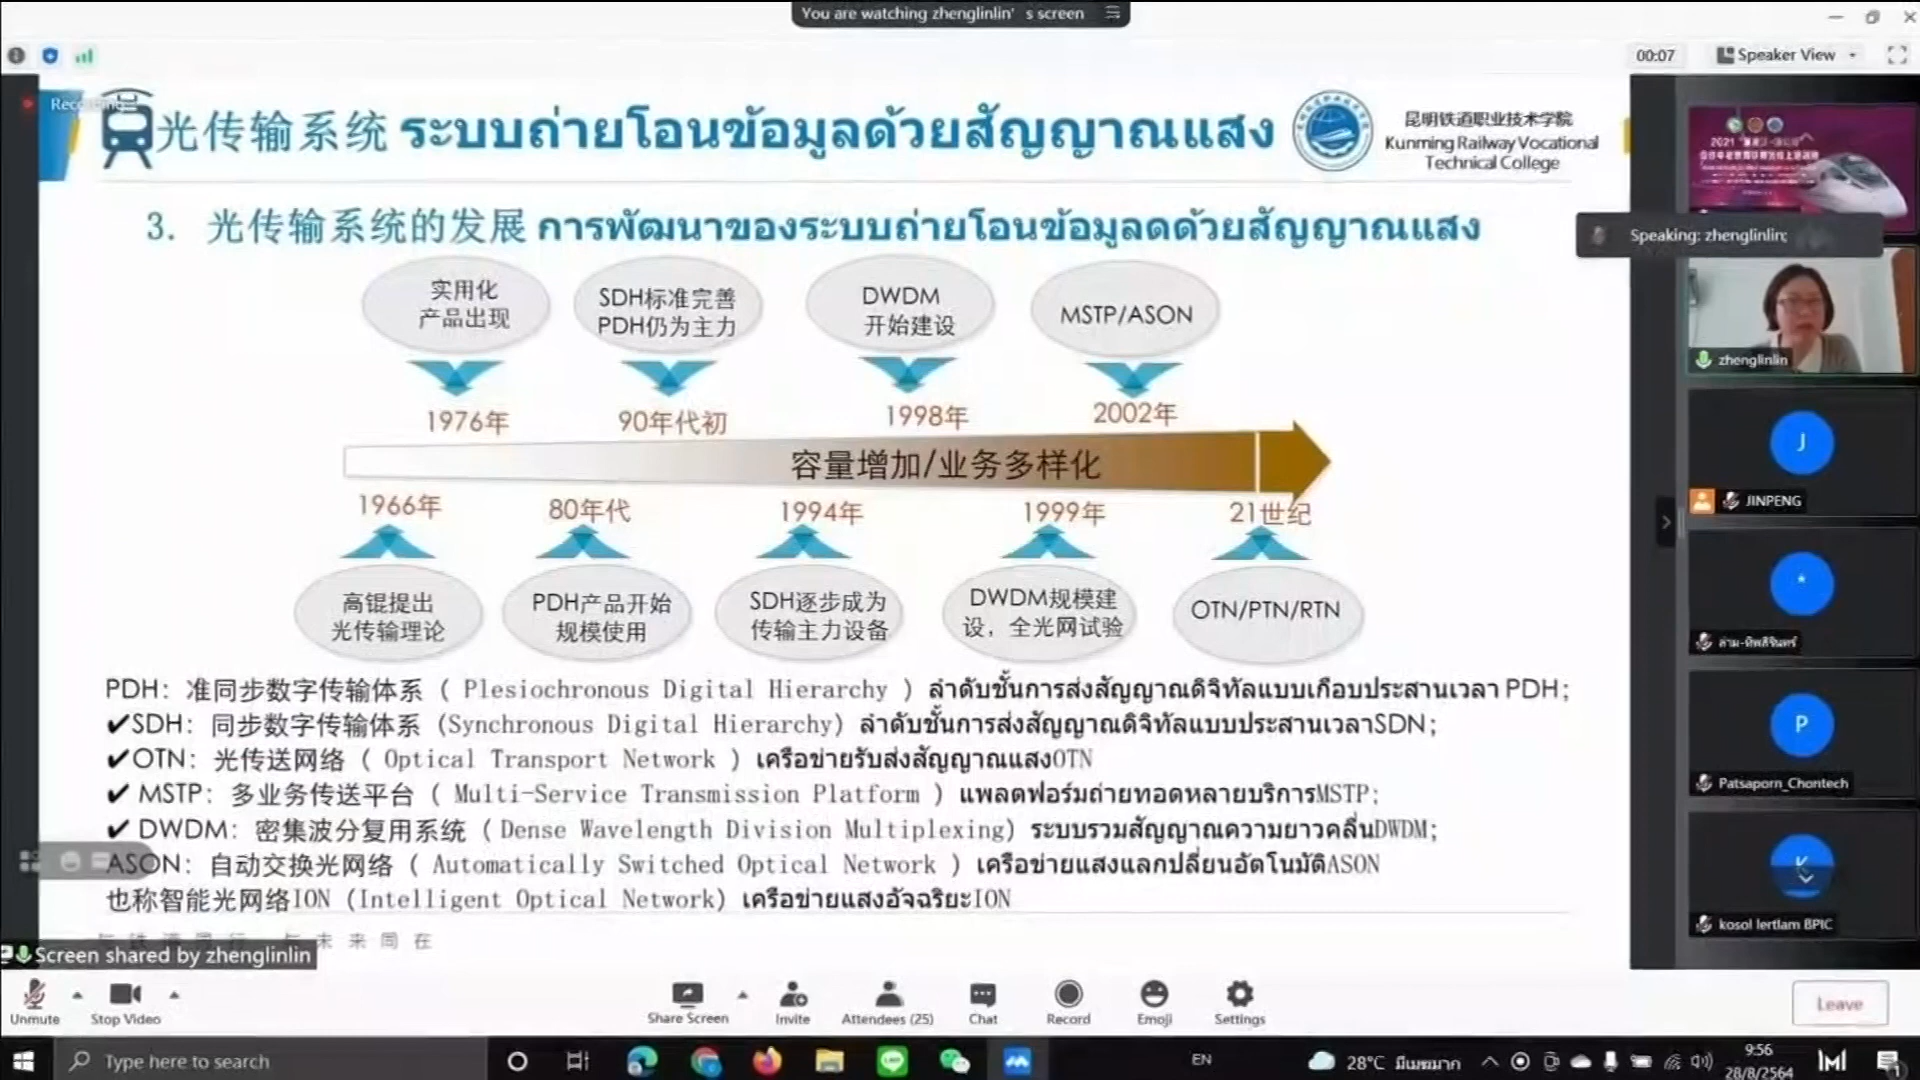 You are watching zhenglinlin's screen
00:07
Speaker View
光传输系统 ระบบถ่ายโอนข้อมูลด้วยสัญญาณแสง
昆明铁道职业技术学院
Kunming Railway Vocational
Technical College
3. 光传输系统的发展 การพัฒนาของระบบถ่ายโอนข้อมูลดด้วยสัญญาณแสง
实用化
产品出现
SDH标准完善
PDH仍为主力
DWDM
开始建设
MSTP/ASON
1976年
90年代初
1998年
2002年
容量增加/业务多样化
1966年
80年代
1994年
1999年
21世纪
高锟提出
光传输理论
PDH产品开始
规模使用
SDH逐步成为
传输主力设备
DWDM规模建
设，全光网试验
OTN/PTN/RTN
PDH：准同步数字传输体系（ Plesiochronous Digital Hierarchy ）ลำดับชั้นการส่งสัญญาณดิจิทัลแบบเกือบประสานเวลา PDH;
✔SDH：同步数字传输体系 (Synchronous Digital Hierarchy) ลำดับชั้นการส่งสัญญาณดิจิทัลแบบประสานเวลาSDN;
✔OTN：光传送网络（ Optical Transport Network ）เครือข่ายรับส่งสัญญาณแสงOTN
✔ MSTP：多业务传送平台（ Multi-Service Transmission Platform ）แพลตฟอร์มถ่ายทอดหลายบริการMSTP;
✔ DWDM：密集波分复用系统（ Dense Wavelength Division Multiplexing) ระบบรวมสัญญาณความยาวคลื่นDWDM;
ASON：自动交换光网络（ Automatically Switched Optical Network ）เครือข่ายแสงแลกเปลี่ยนอัตโนมัติASON
也称智能光网络ION (Intelligent Optical Network) เครือข่ายแสงอัจฉริยะION
未 来 同 在
Screen shared by zhenglinlin
2021
Speaking: zhenglinlin;
zhenglinlin
J
JINPENG
*
ล่าม-ทิพสิรินทร์
P
Patsaporn_Chontech
K
kosol lertlam BPIC
Unmute
Stop Video
Share Screen
Invite
Attendees (25)
Chat
Record
Emoji
Settings
Leave
Type here to search
EN
28°C มีเมฆมาก
9:56
28/8/2564
1